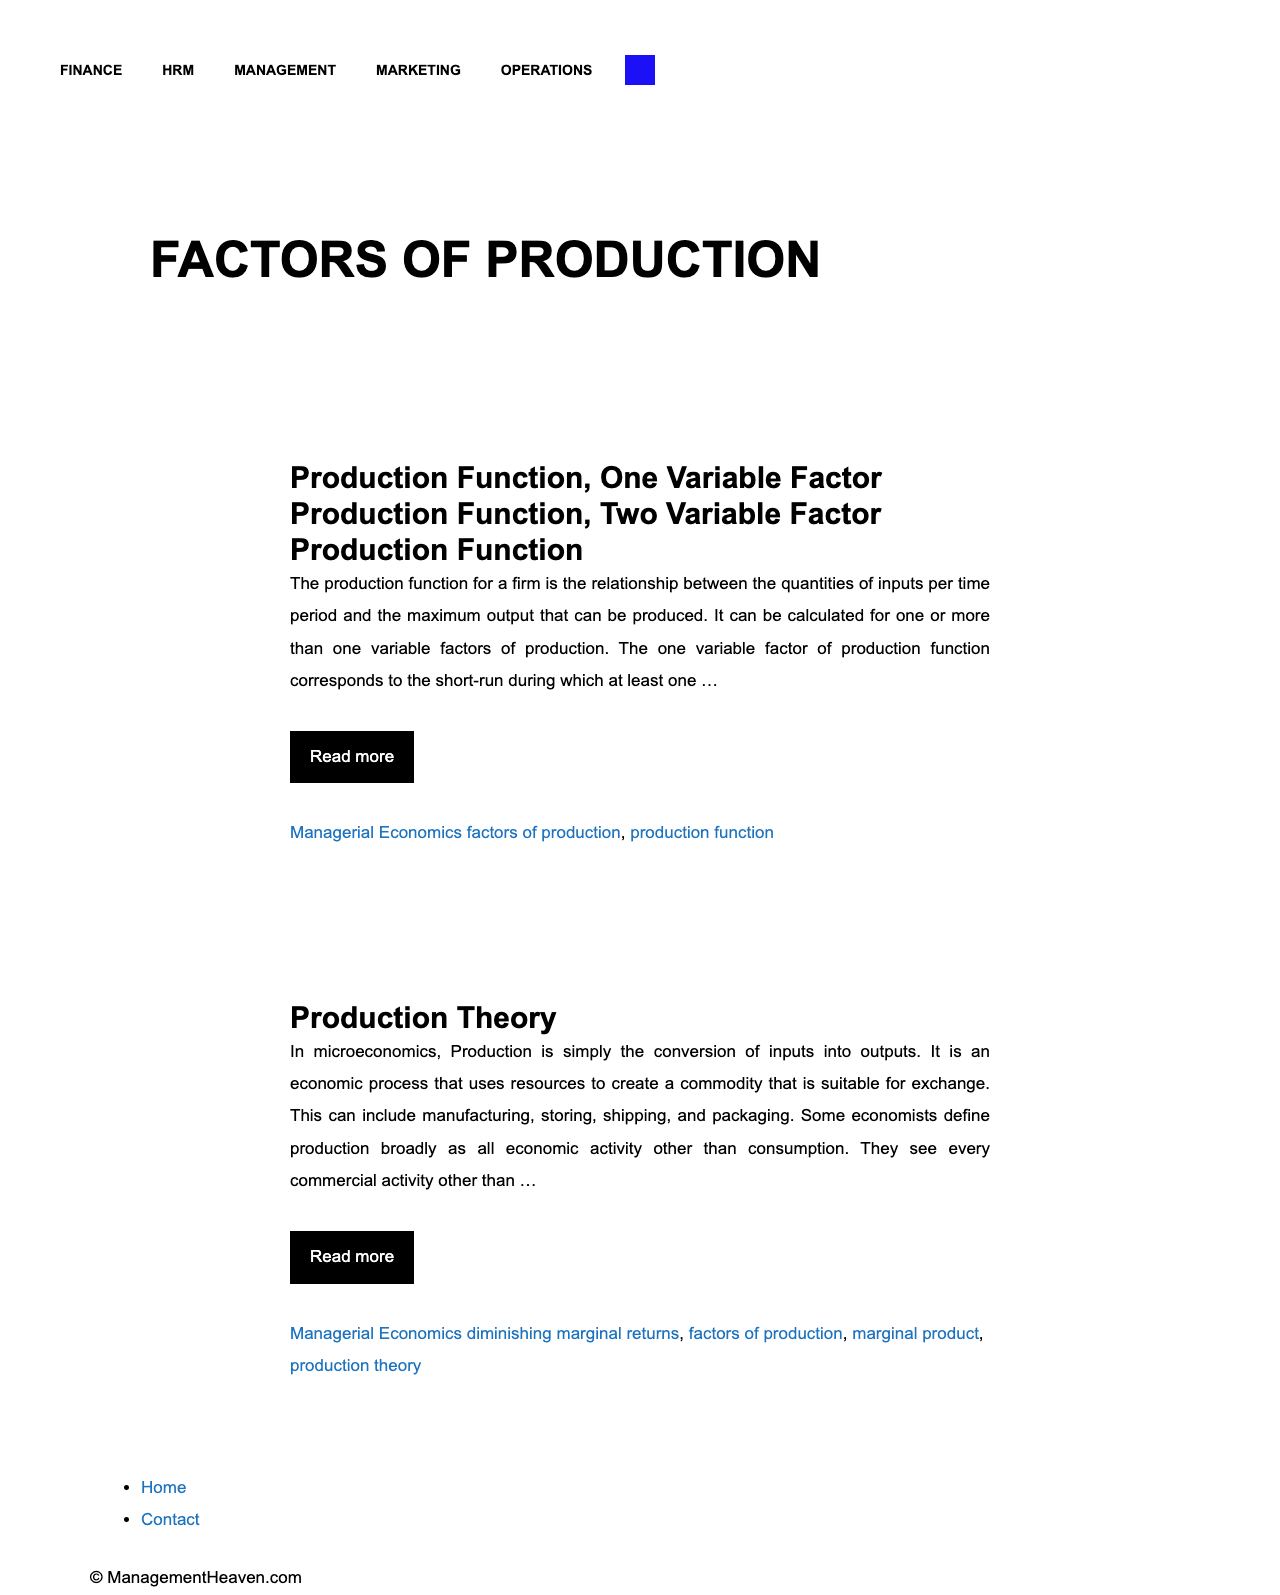 FINANCE HRM MANAGEMENT MARKETING OPERATIONS
FACTORS OF PRODUCTION
Production Function, One Variable Factor
Production Function, Two Variable Factor
Production Function
The production function for a firm is the relationship between the quantities of inputs per time
period and the maximum output that can be produced. It can be calculated for one or more
than one variable factors of production. The one variable factor of production function
corresponds to the short-run during which at least one …
Read more
Managerial Economics factors of production, production function
Production Theory
In microeconomics, Production is simply the conversion of inputs into outputs. It is an
economic process that uses resources to create a commodity that is suitable for exchange.
This can include manufacturing, storing, shipping, and packaging. Some economists define
production broadly as all economic activity other than consumption. They see every
commercial activity other than …
Read more
Managerial Economics diminishing marginal returns, factors of production, marginal product,
production theory
• Home
• Contact
© ManagementHeaven.com